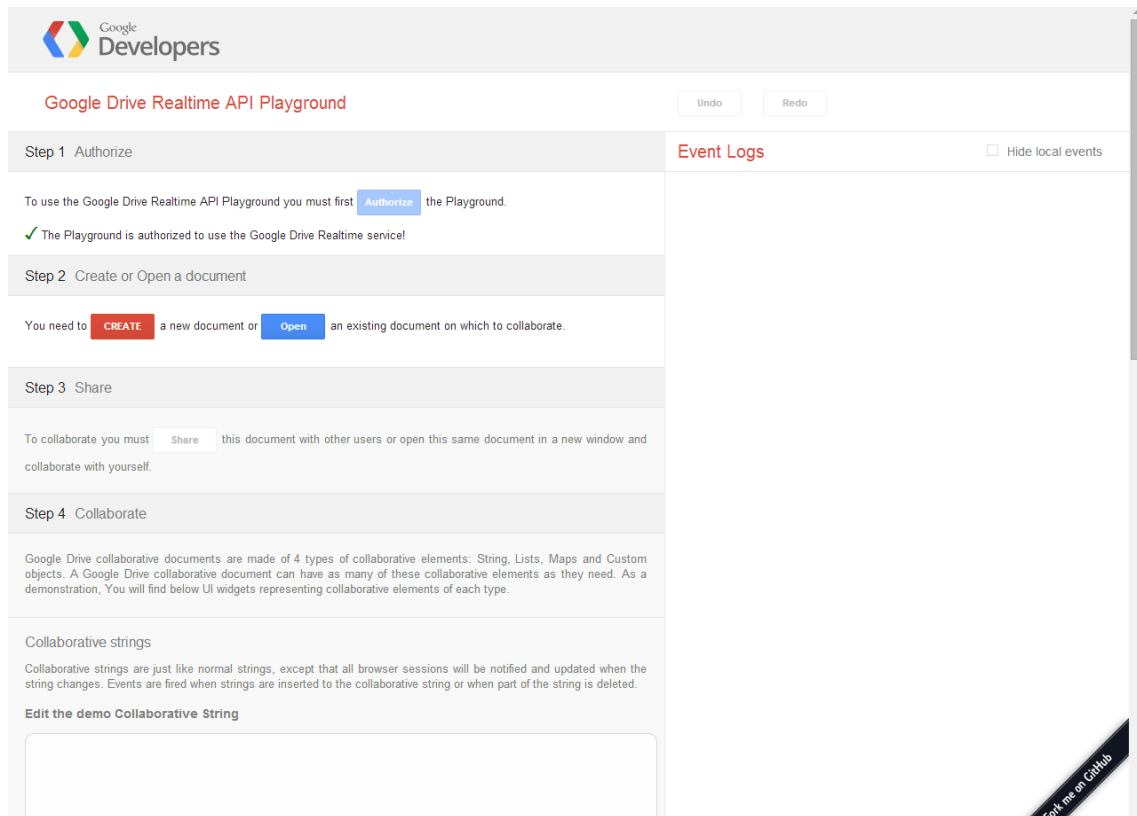 Google
Developers
Google Drive Realtime API Playground
Undo
Redo
Step 1 Authorize
Event Logs
Hide local events
To use the Google Drive Realtime API Playground you must first Authorize the Playground.
The Playground is authorized to use the Google Drive Realtime service!
Step 2 Create or Open a document
You need to CREATE a new document or Open an existing document on which to collaborate.
Step 3 Share
To collaborate you must Share this document with other users or open this same document in a new window and
collaborate with yourself.
Step 4 Collaborate
Google Drive collaborative documents are made of 4 types of collaborative elements: String, Lists, Maps and Custom
objects. A Google Drive collaborative document can have as many of these collaborative elements as they need. As a
demonstration, You will find below UI widgets representing collaborative elements of each type.
Collaborative strings
Collaborative strings are just like normal strings, except that all browser sessions will be notified and updated when the
string changes. Events are fired when strings are inserted to the collaborative string or when part of the string is deleted.
Edit the demo Collaborative String
Fork me on GitHub